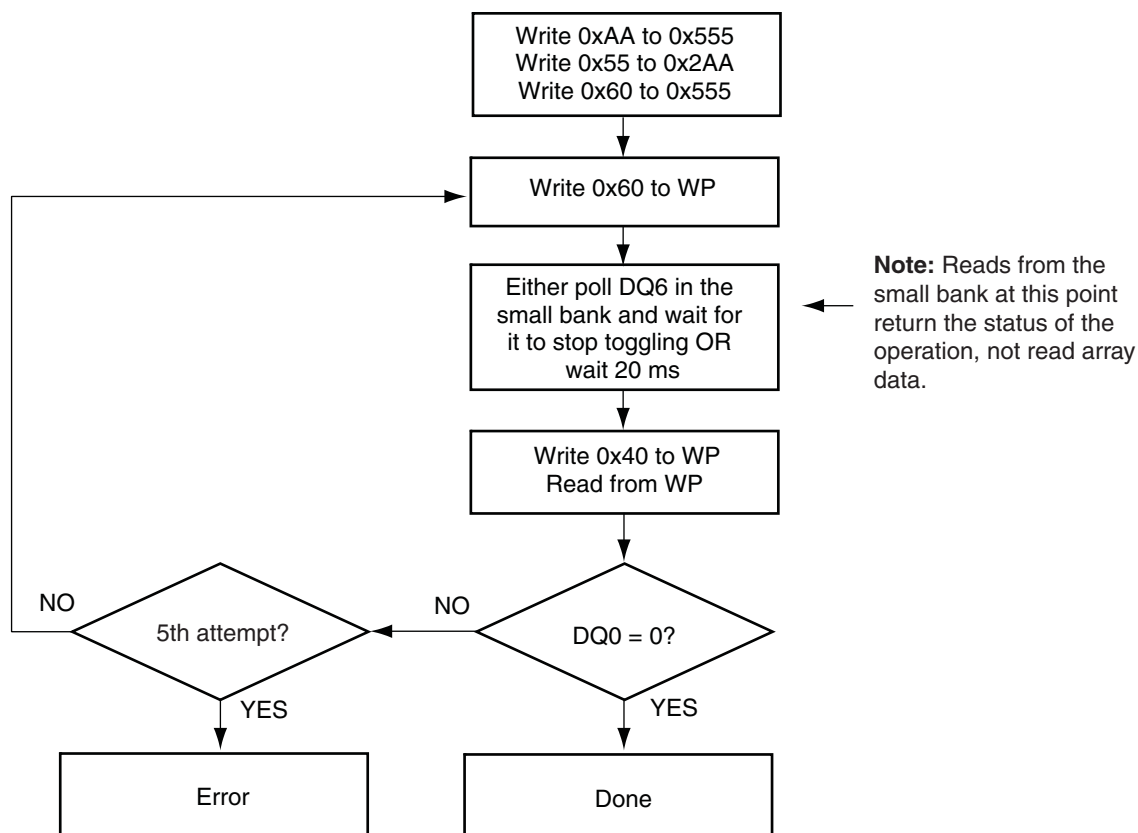 Write 0xAA to 0x555
Write 0x55 to 0x2AA
Write 0x60 to 0x555
Write 0x60 to WP
Either poll DQ6 in the
small bank and wait for
it to stop toggling OR
wait 20 ms
Note: Reads from the
small bank at this point
return the status of the
operation, not read array
data.
Write 0x40 to WP
Read from WP
NO
5th attempt?
NO
DQ0 = 0?
YES
YES
Error
Done